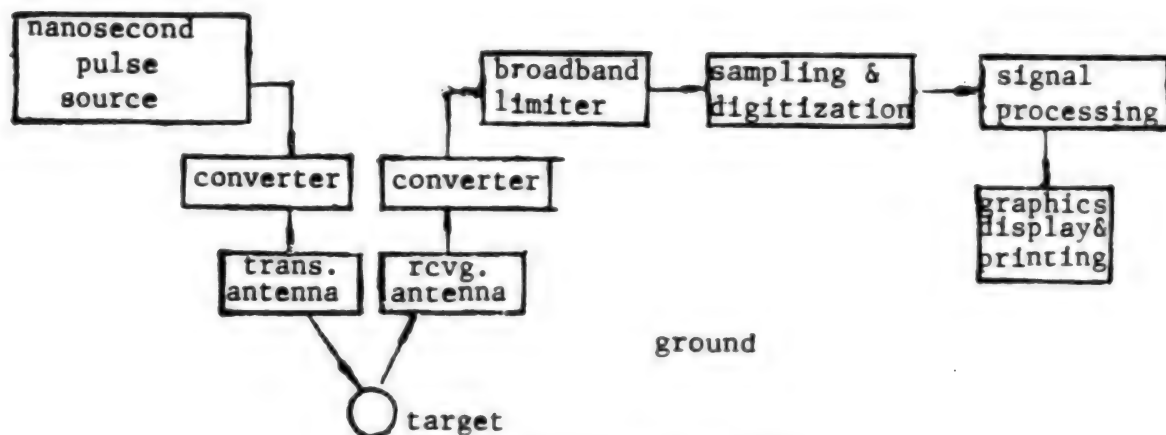 nanosecond
pulse
source
converter
trans.
antenna
target
rcvg.
antenna
converter
broadband
limiter
sampling &
digitization
signal
processing
graphics
display&
printing
ground